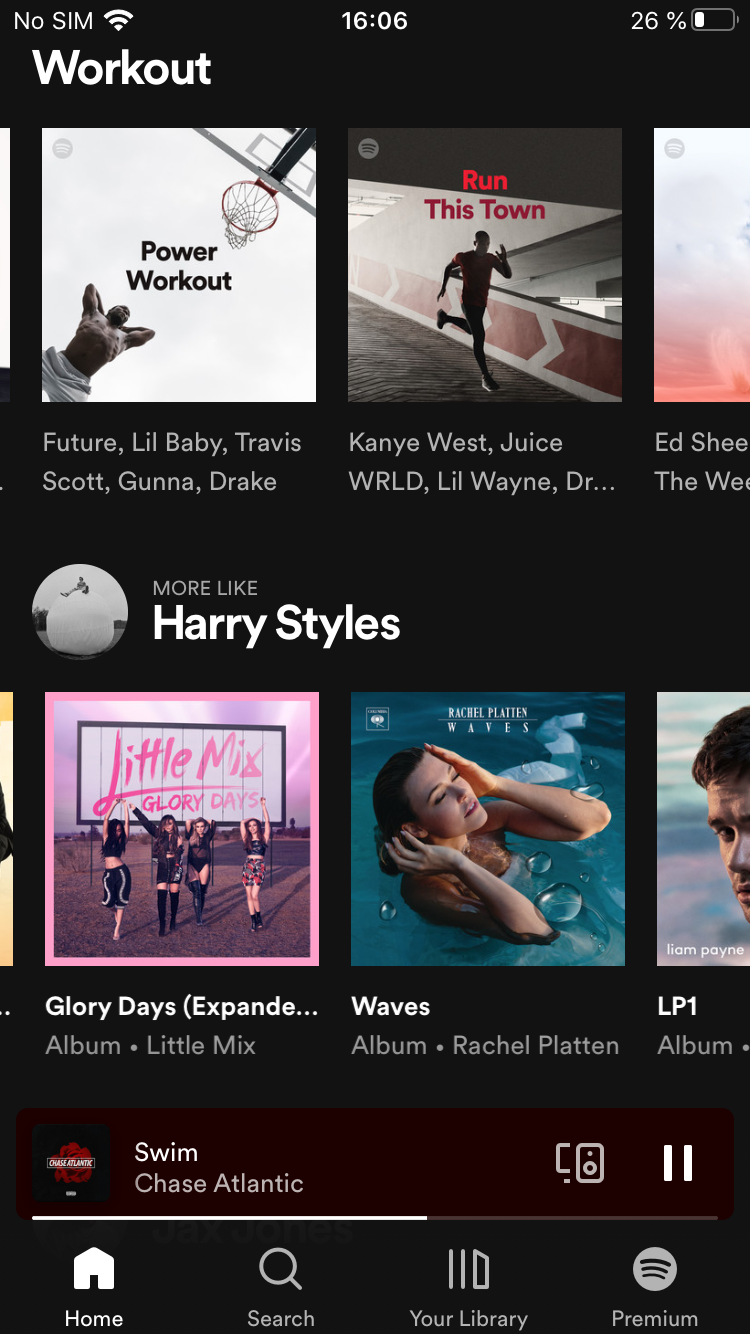 No SIM 16:06 26 %
Workout
Power
Workout
Run
This Town
Future, Lil Baby, Travis
Scott, Gunna, Drake
Kanye West, Juice
WRLD, Lil Wayne, Dr…
Ed Shee
The Wee
MORE LIKE
Harry Styles
Little Mix
GLORY DAYS
RACHEL PLATTEN
WAVES
liam payne
Glory Days (Expande…
Album • Little Mix
Waves
Album • Rachel Platten
LP1
Album •
CHASE ATLANTIC
Swim
Chase Atlantic
Jax Jones
Home
Search
Your Library
Premium